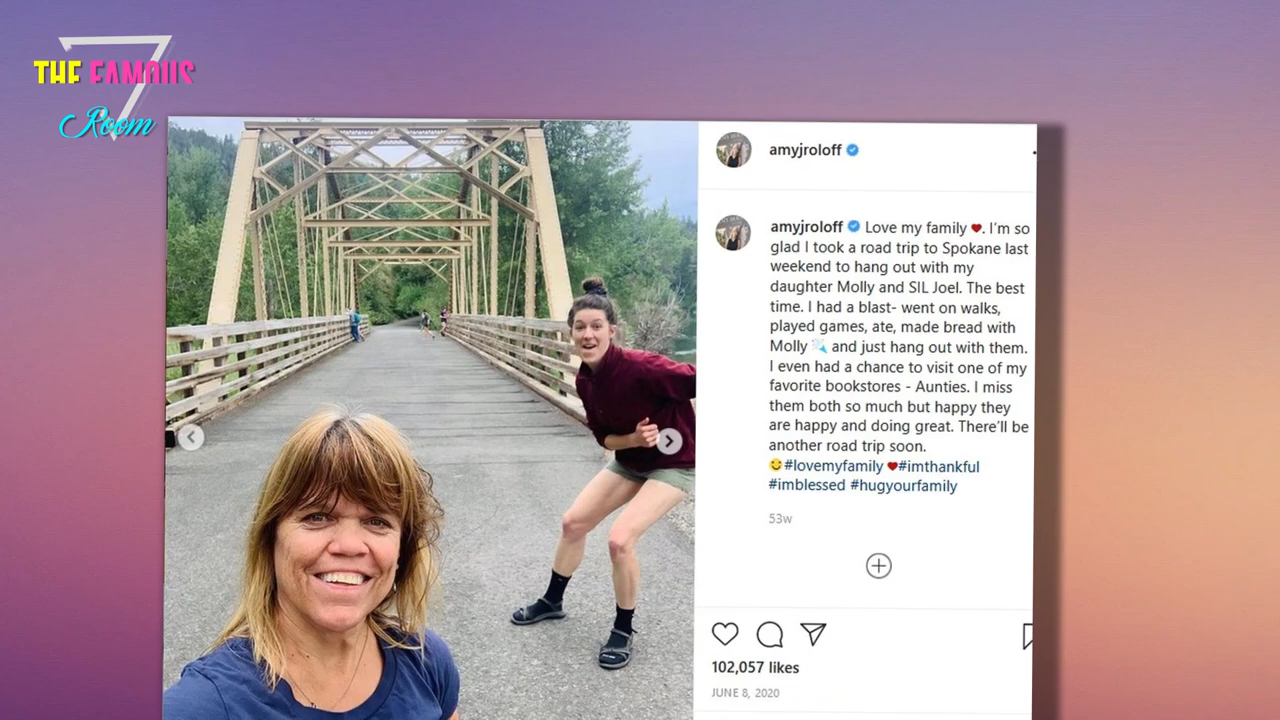 THE FAMOUS
Room
amyjroloff
amyjroloff Love my family ❤. I'm so
glad I took a road trip to Spokane last
weekend to hang out with my
daughter Molly and SIL Joel. The best
time. I had a blast- went on walks,
played games, ate, made bread with
Molly and just hang out with them.
I even had a chance to visit one of my
favorite bookstores - Aunties. I miss
them both so much but happy they
are happy and doing great. There'll be
another road trip soon.
#lovemyfamily ❤#imthankful
#imblessed #hugyourfamily
53w
102,057 likes
JUNE 8, 2020